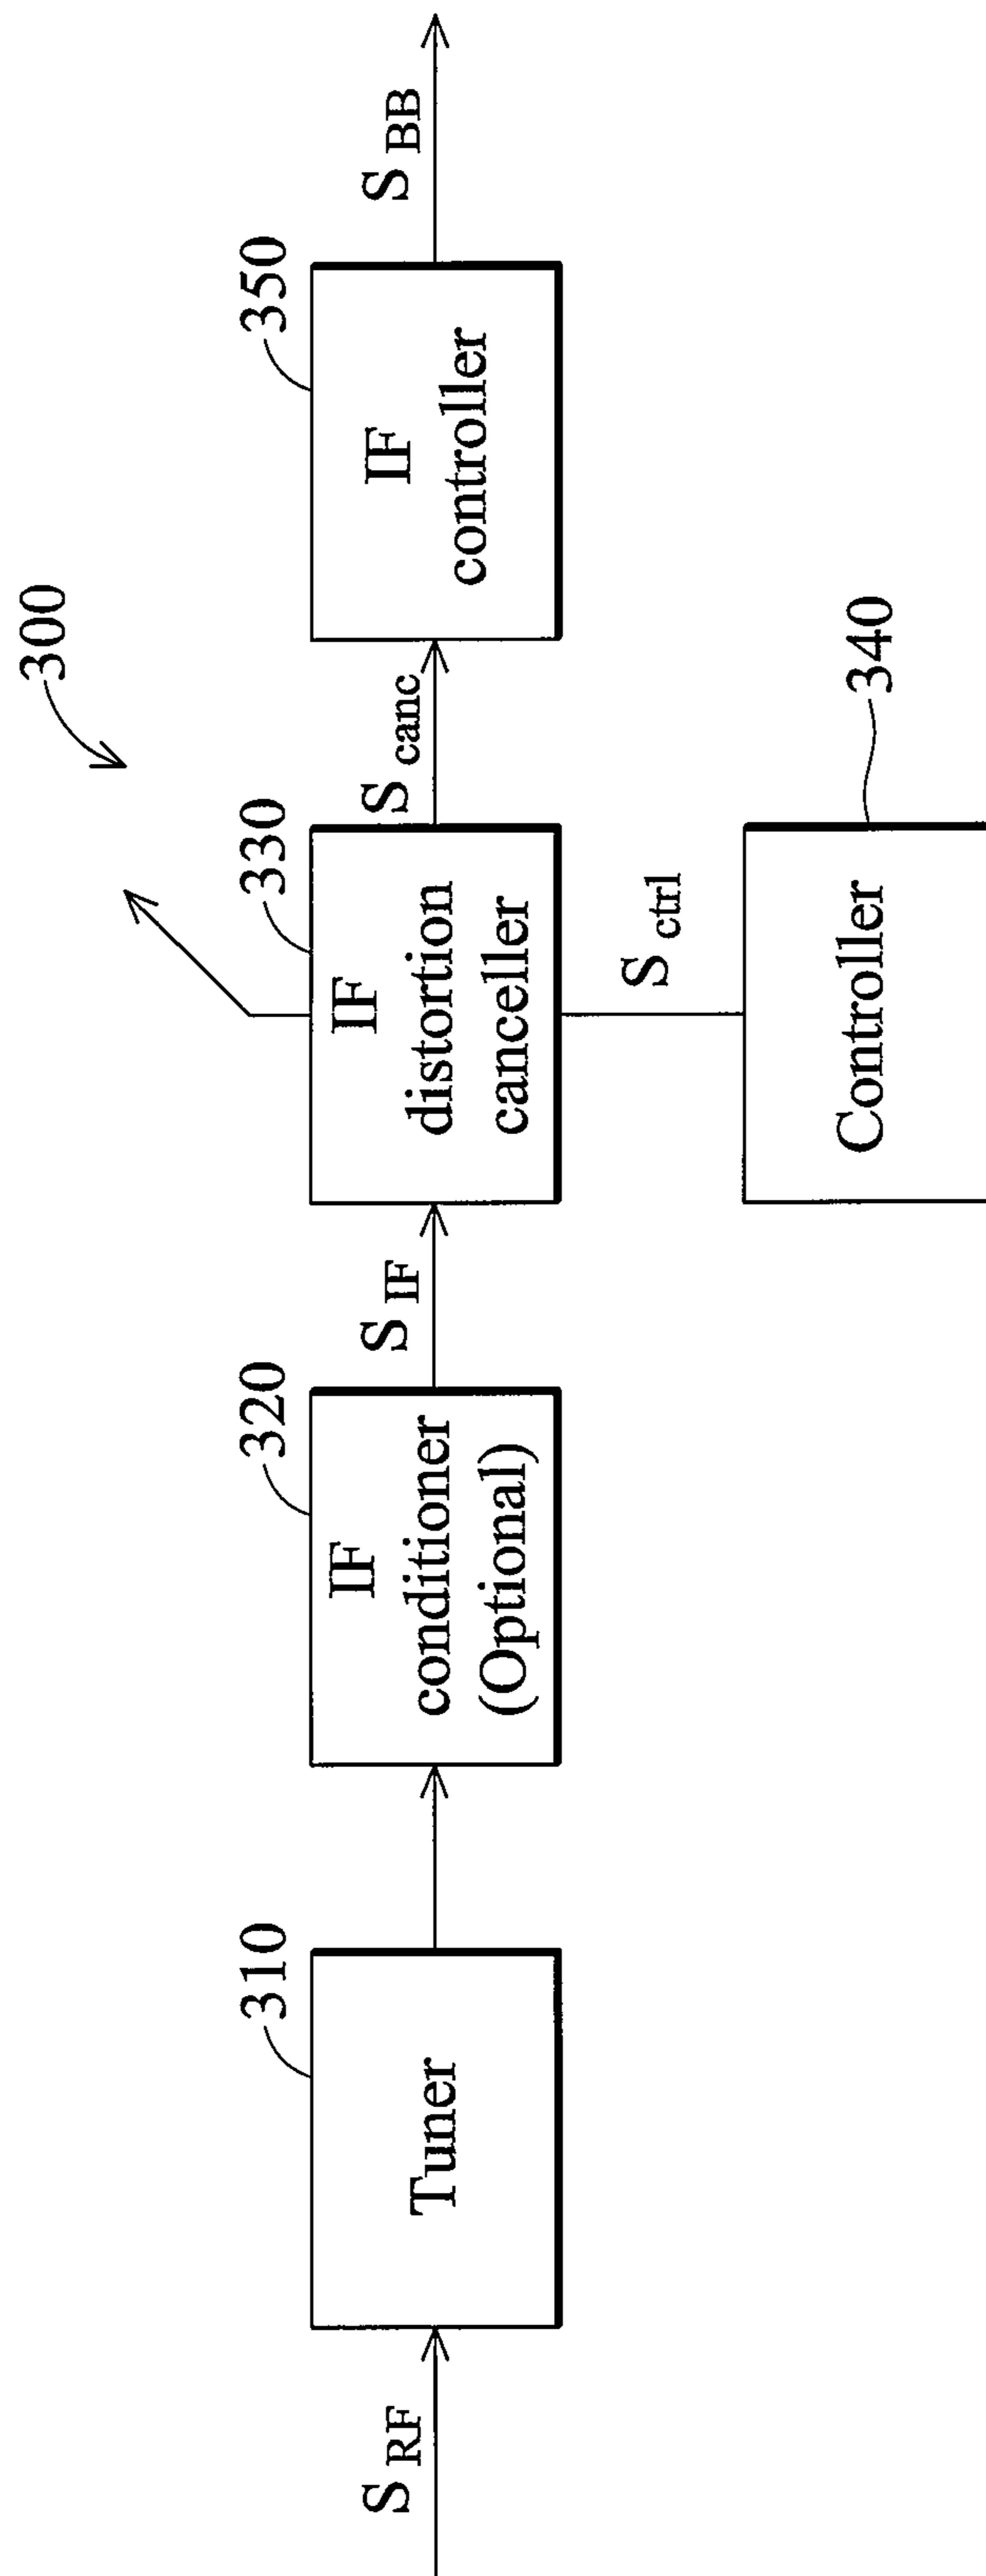 300
S RF
310
Tuner
320
IF
conditioner
(Optional)
S IF
330
IF
distortion
canceller
S canc
350
IF
controller
S BB
S ctrl
Controller
340